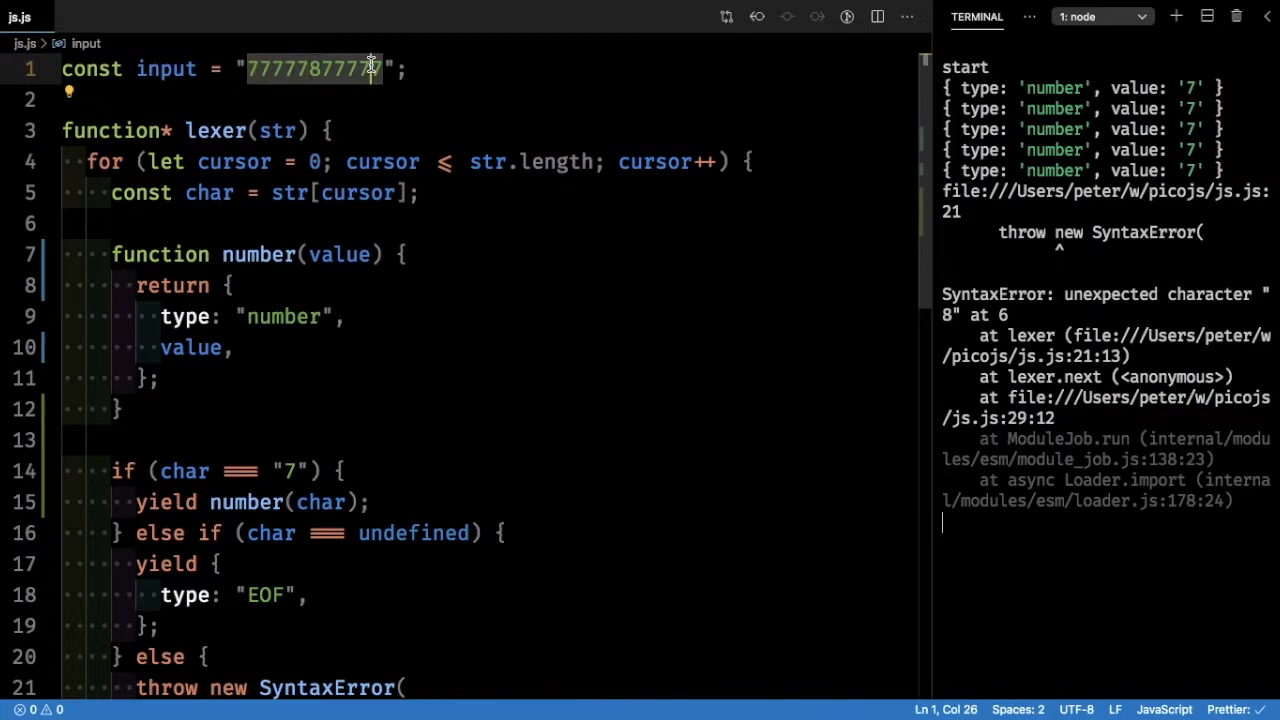 js.js
js.js > input
1 const input = "77777877777";
2
3 function* lexer(str) {
4 for (let cursor = 0; cursor <= str.length; cursor++) {
5 const char = str[cursor];
6
7 function number(value) {
8 return {
9 type: "number",
10 value,
11 };
12 }
13
14 if (char === "7") {
15 yield number(char);
16 } else if (char === undefined) {
17 yield {
18 type: "EOF",
19 };
20 } else {
21 throw new SyntaxError(
TERMINAL ··· 1: node
start
{ type: 'number', value: '7' }
{ type: 'number', value: '7' }
{ type: 'number', value: '7' }
{ type: 'number', value: '7' }
{ type: 'number', value: '7' }
file:///Users/peter/w/picojs/js.js:
21
throw new SyntaxError(
^
SyntaxError: unexpected character "
8" at 6
at lexer (file:///Users/peter/w
/picojs/js.js:21:13)
at lexer.next (<anonymous>)
at file:///Users/peter/w/picojs
/js.js:29:12
at ModuleJob.run (internal/modu
les/esm/module_job.js:138:23)
at async Loader.import (interna
l/modules/esm/loader.js:178:24)
0 0 Ln 1, Col 26 Spaces: 2 UTF-8 LF JavaScript Prettier: ✓